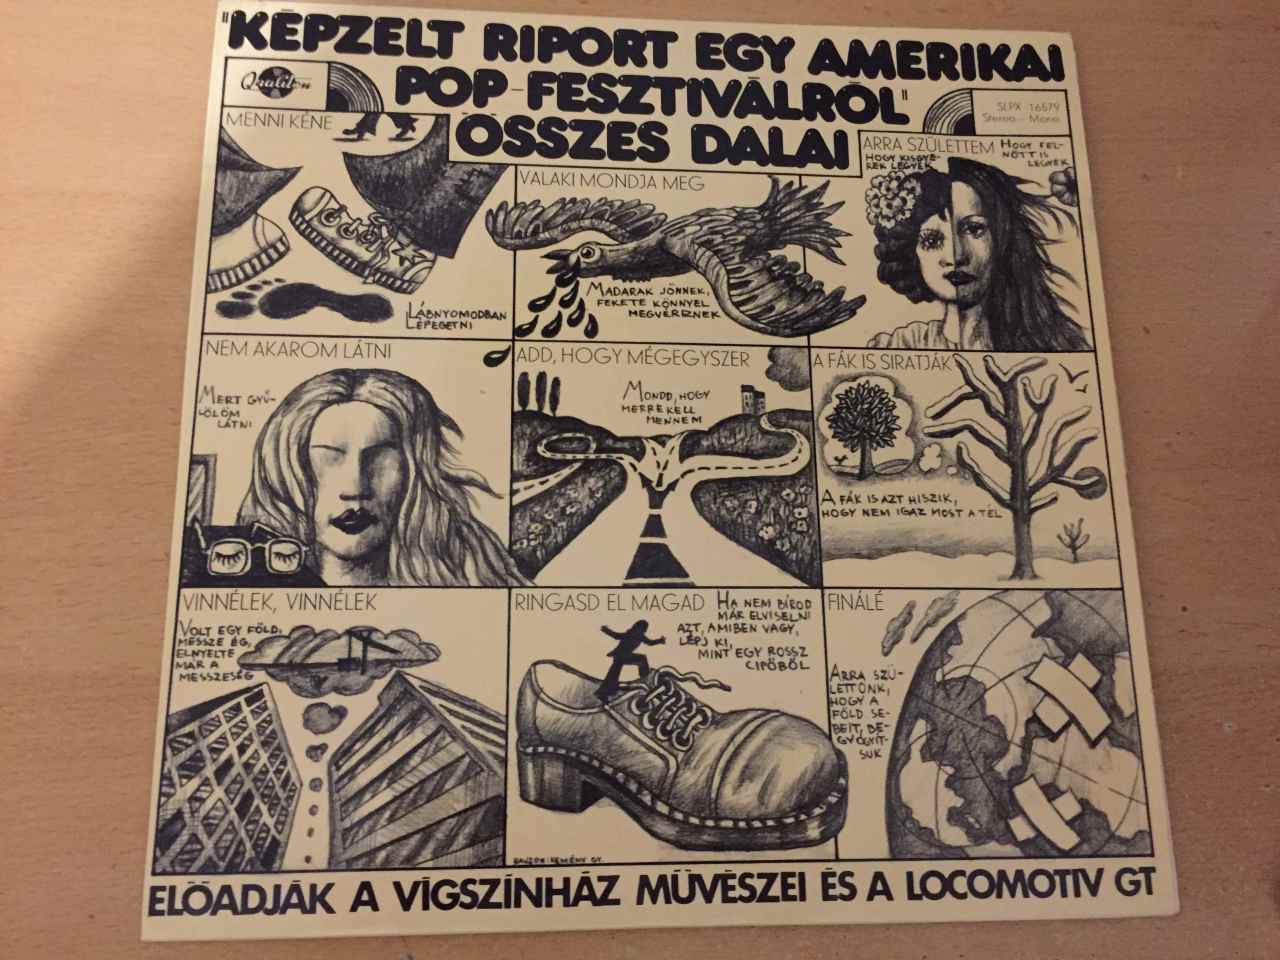 "KÉPZELT RIPORT EGY AMERIKAI
POP-FESZTIVÁLRÓL"
ÖSSZES DALAI
Qualiton
SLPX 16579
Stereo-Mono
MENNI KÉNE
LÁBNYOMODBAN
LÉPEGETNI
VALAKI MONDJA MEG
MADARAK JÖNNEK,
FEKETE KÖNNYEL
MEGVERIZNEK
ARRA SZÜLETTEM
HOGY KISGYE-
REK LEGYEK
HOGY FEL-
NŐTT IS
LEGYEK
NEM AKAROM LÁTNI
MERT GYŰ-
LÖLÖM
LÁTNI
ADD, HOGY MÉGEGYSZER
MONDD, HOGY
MERRE KELL
MENNEM
A FÁK IS SIRATJÁK
A FÁK IS AZT HISZIK,
HOGY NEM IGAZ MOST A TÉL
VINNÉLEK, VINNÉLEK
VOLT EGY FÖLD,
MESSZE ÉG,
ELNYELTE
MÁR A
MESSZESÉG
RINGASD EL MAGAD
HA NEM BÍROD
MÁR ELVISELNI
AZT, AMIBEN VAGY,
LÉPJ KI,
MINT EGY ROSSZ
CIPŐBŐL
FINÁLÉ
ARRA SZÜ-
LETTÜNK,
HOGY A
FÖLD SE-
BEIT, BE-
GYÓGYÍT-
SUK
RAJZOK: KEMÉNY GY.
ELŐADJÁK A VÍGSZÍNHÁZ MŰVÉSZEI ÉS A LOCOMOTIV GT